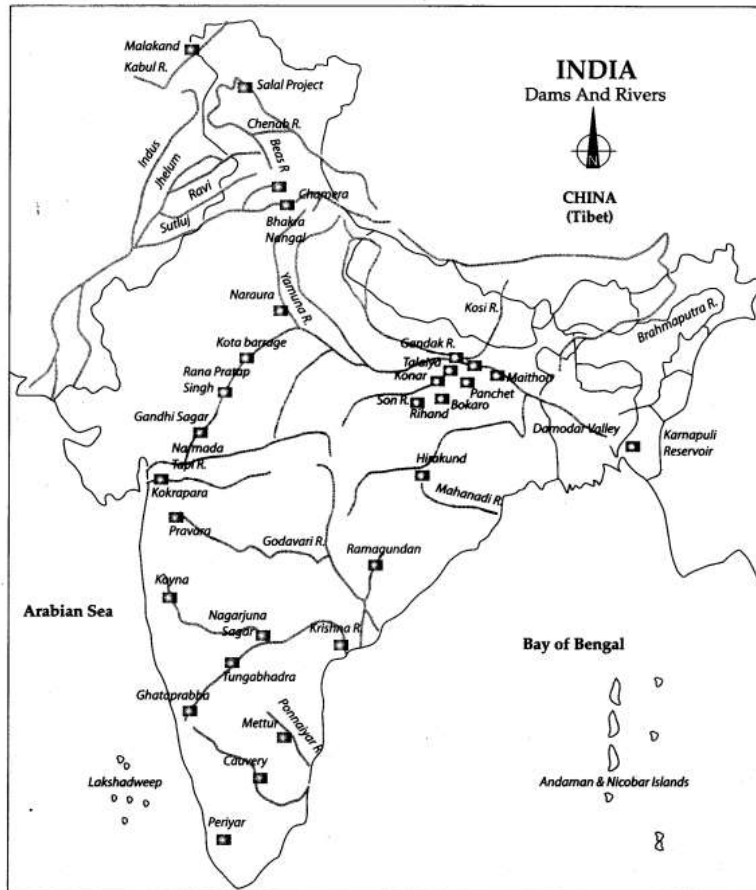 INDIA
Dams And Rivers
N
CHINA
(Tibet)
Malakand
Kabul R.
Salal Project
Chenab R.
Indus
Jhelum
Beas R
Ravi
Chamera
Sutluj
Bhakra
Nangal
Yamuna R.
Naraura
Kosi R.
Brahmaputra R.
Kota barrage
Gandak R.
Talaiya
Rana Pratap
Singh
Konar
Maithon
Panchet
Son R.
Bokaro
Rihand
Gandhi Sagar
Damodar Valley
Karnapuli
Reservoir
Narmada
Tapi R.
Hirakund
Kokrapara
Mahanadi R.
Pravara
Godavari R.
Ramagundan
Koyna
Arabian Sea
Nagarjuna
Sagar
Krishna R.
Bay of Bengal
Tungabhadra
Ghataprabba
Ponnaiyar R.
Mettur
Cauvery
Lakshadweep
Andaman & Nicobar Islands
Periyar